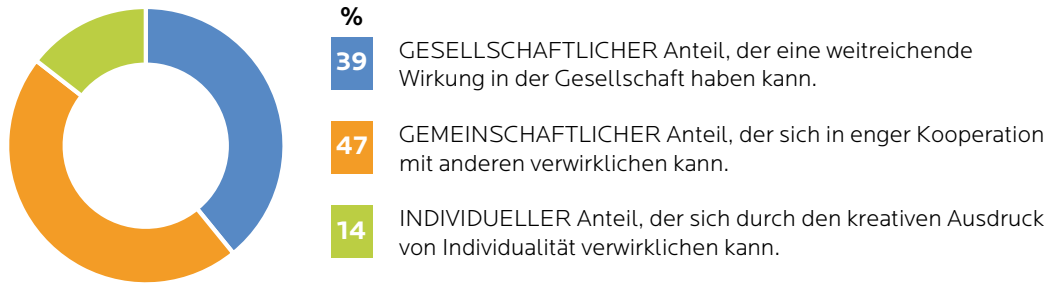 %
39
GESELLSCHAFTLICHER Anteil, der eine weitreichende
Wirkung in der Gesellschaft haben kann.
47
GEMEINSCHAFTLICHER Anteil, der sich in enger Kooperation
mit anderen verwirklichen kann.
14
INDIVIDUELLER Anteil, der sich durch den kreativen Ausdruck
von Individualität verwirklichen kann.